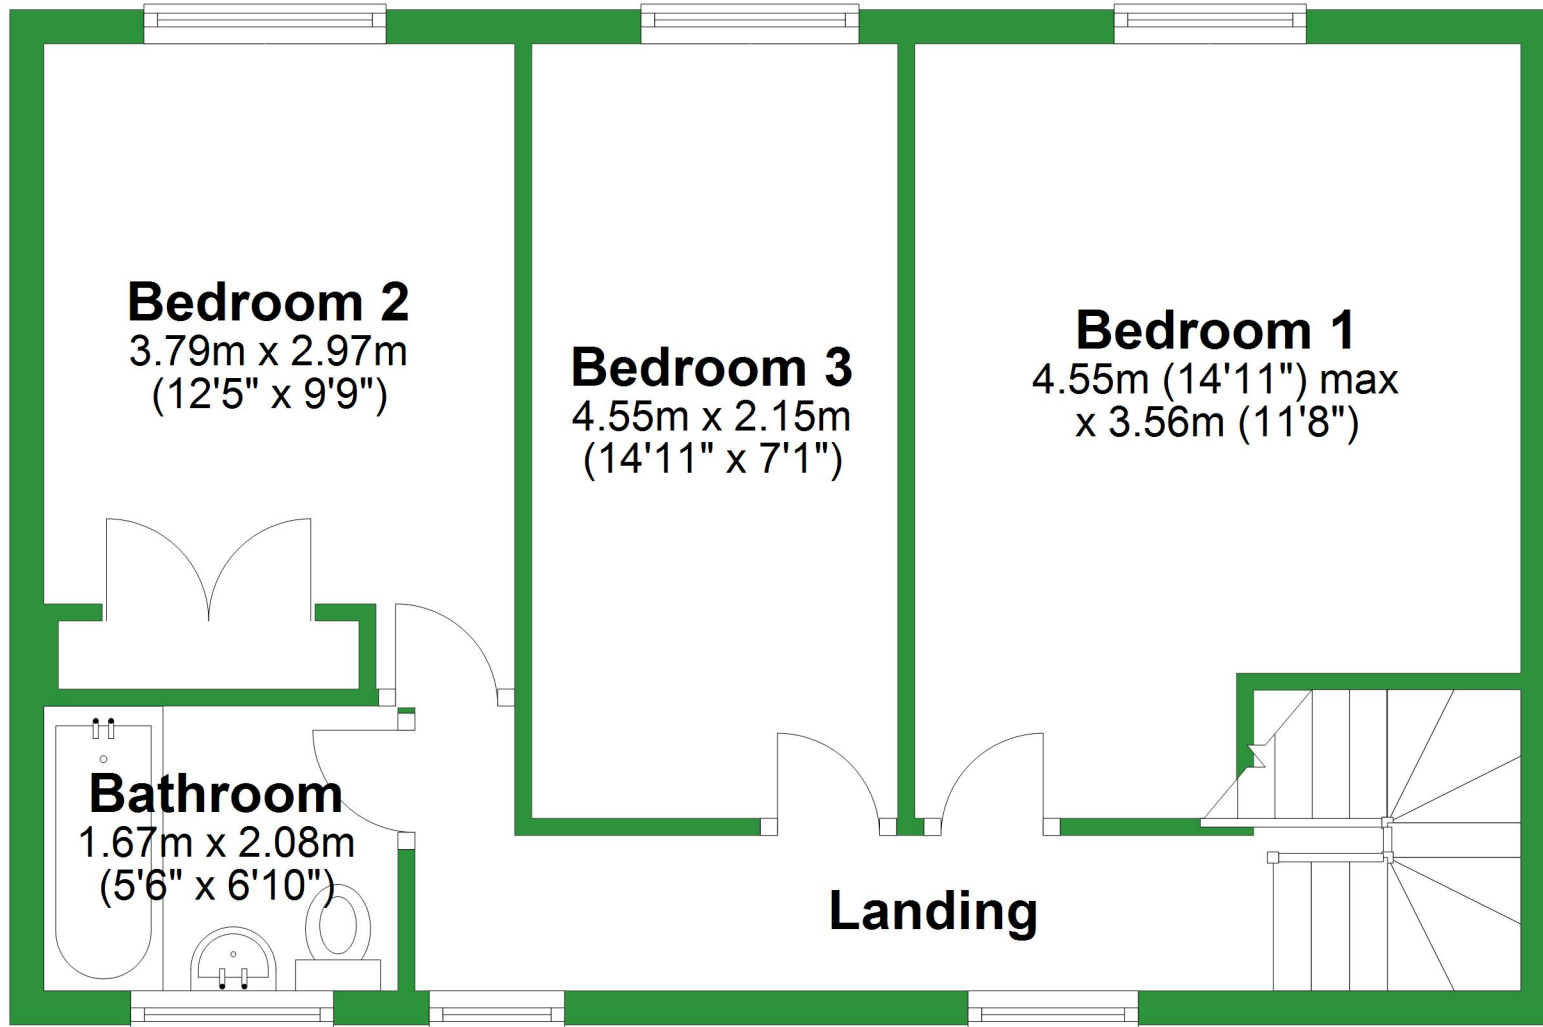 Bedroom 2
3.79m x 2.97m
(12'5" x 9'9")
Bedroom 3
4.55m x 2.15m
(14'11" x 7'1")
Bedroom 1
4.55m (14'11") max
x 3.56m (11'8")
Bathroom
1.67m x 2.08m
(5'6" x 6'10")
Landing